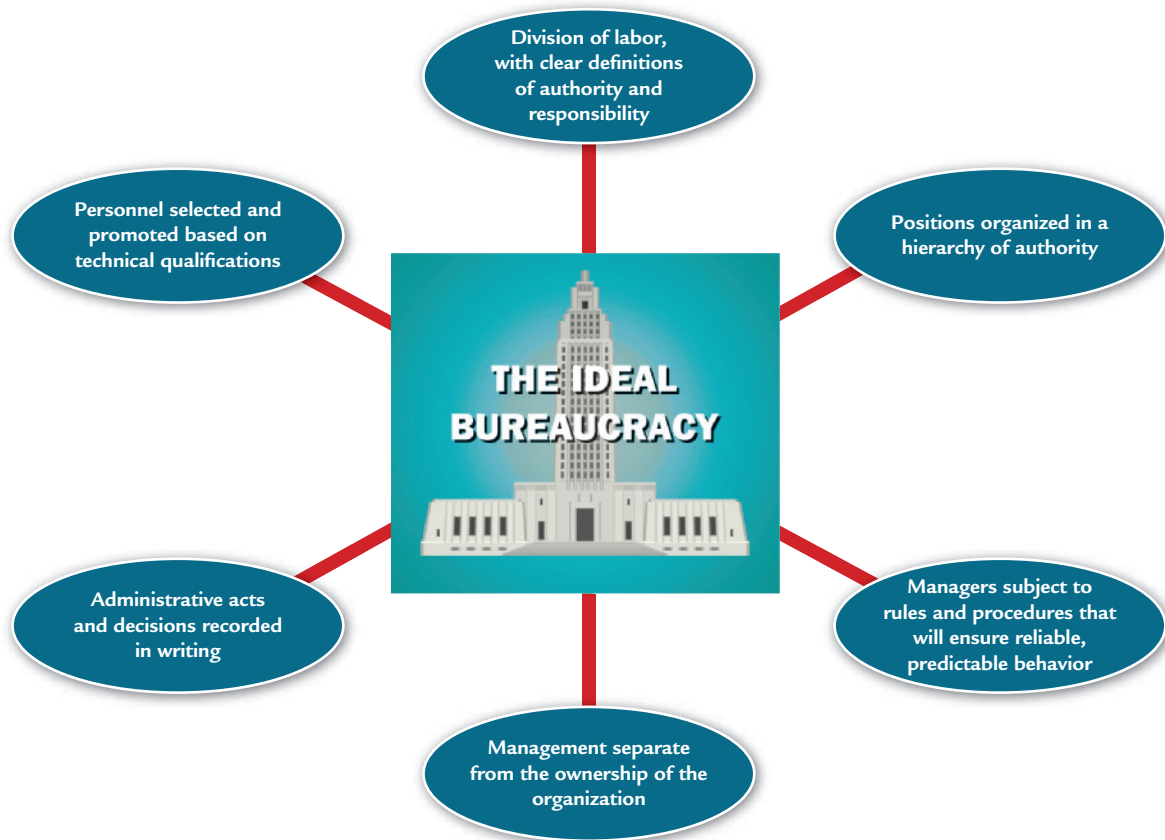 Division of labor,
with clear definitions
of authority and
responsibility
Personnel selected and
promoted based on
technical qualifications
Positions organized in a
hierarchy of authority
THE IDEAL
BUREAUCRACY
Administrative acts
and decisions recorded
in writing
Managers subject to
rules and procedures that
will ensure reliable,
predictable behavior
Management separate
from the ownership of the
organization